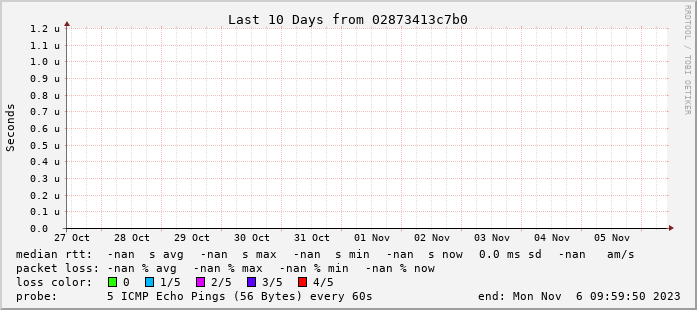 Last 10 Days from 02873413c7b0
RRDTOOL / TOBI OETIKER
Seconds
1.2 u
1.1 u
1.0 u
0.9 u
0.8 u
0.7 u
0.6 u
0.5 u
0.4 u
0.3 u
0.2 u
0.1 u
0.0
27 Oct 28 Oct 29 Oct 30 Oct 31 Oct 01 Nov 02 Nov 03 Nov 04 Nov 05 Nov
median rtt: -nan s avg -nan s max -nan s min -nan s now 0.0 ms sd -nan am/s
packet loss: -nan % avg -nan % max -nan % min -nan % now
loss color: 0 1/5 2/5 3/5 4/5
probe: 5 ICMP Echo Pings (56 Bytes) every 60s end: Mon Nov 6 09:59:50 2023